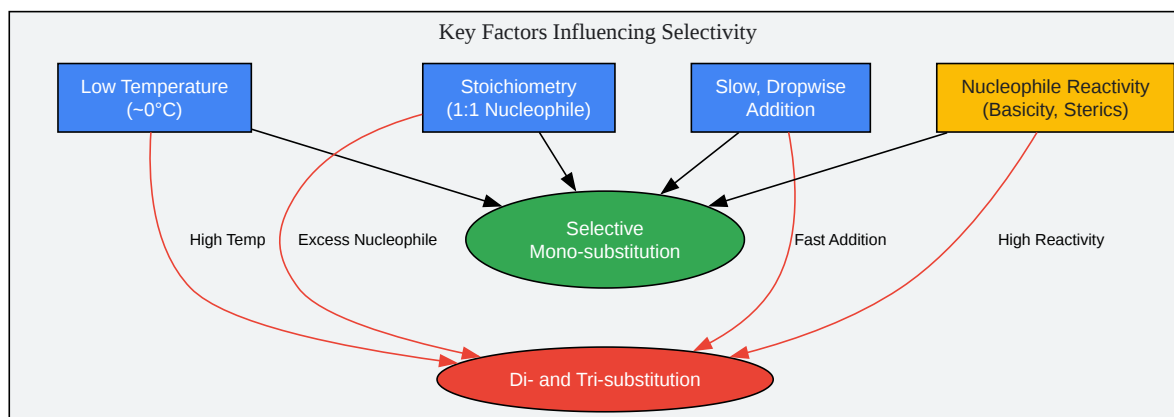 Key Factors Influencing Selectivity
Low Temperature
(~0°C)
Stoichiometry
(1:1 Nucleophile)
Slow, Dropwise
Addition
Nucleophile Reactivity
(Basicity, Sterics)
Selective
Mono-substitution
High Temp
Excess Nucleophile
Fast Addition
High Reactivity
Di- and Tri-substitution